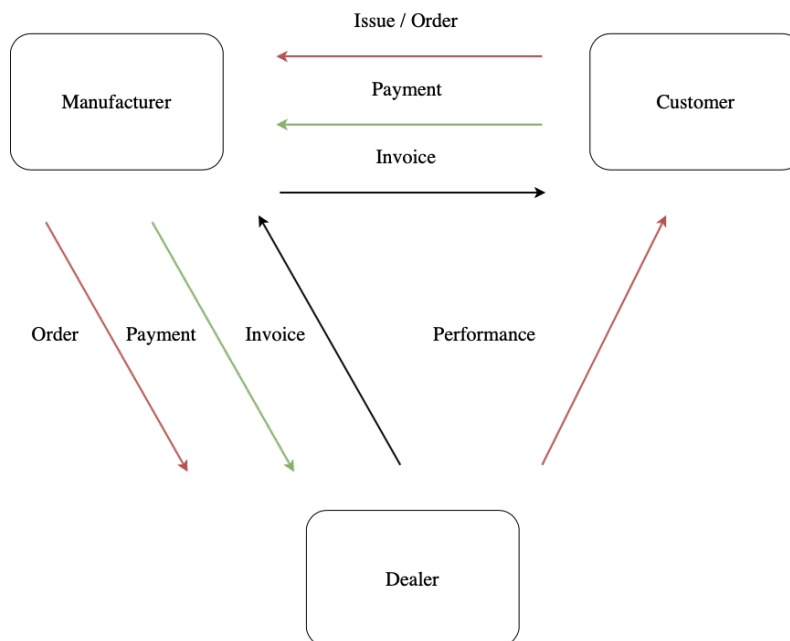 Issue / Order
Manufacturer
Payment
Customer
Invoice
Order
Payment
Invoice
Performance
Dealer